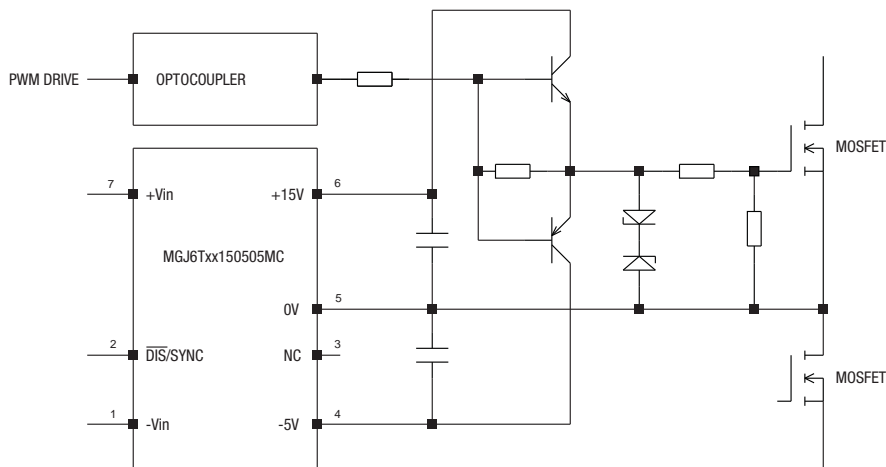 PWM DRIVE
OPTOCOUPLER
MOSFET
7
+Vin
+15V
6
MGJ6Txx150505MC
0V
5
2
DIS/SYNC
NC
3
MOSFET
1
-Vin
-5V
4